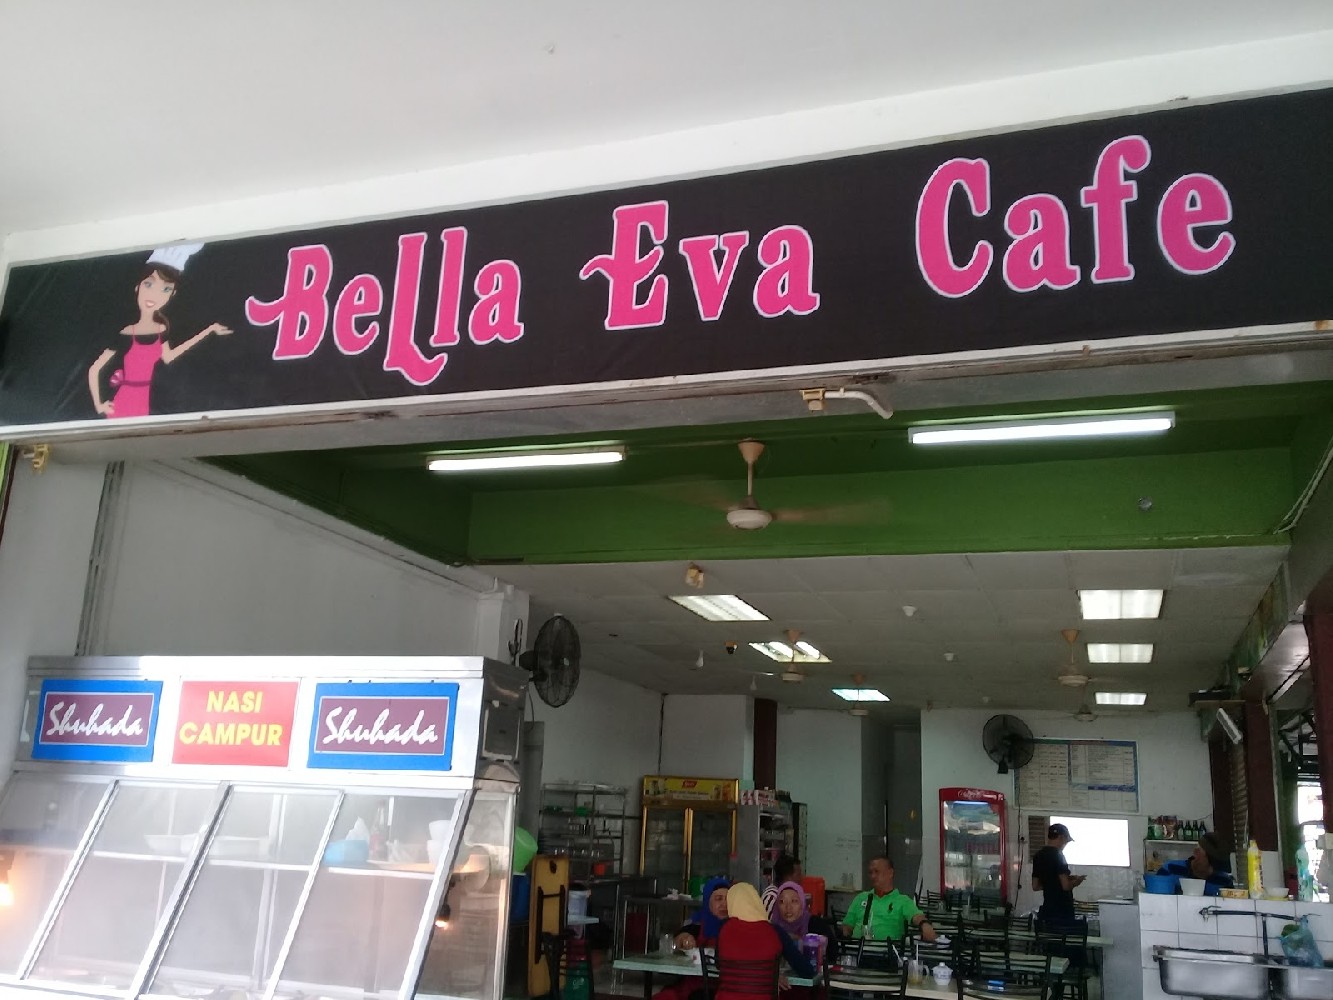 Bella Eva Cafe
Shuhada
NASI
CAMPUR
Shuhada